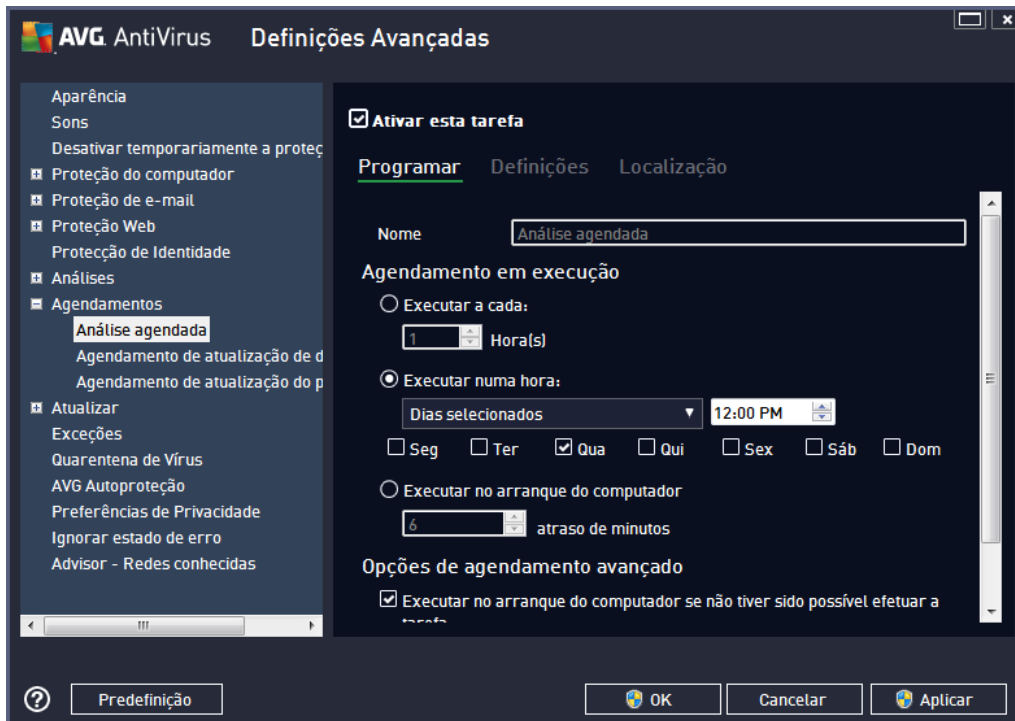 AVG. AntiVirus Definições Avançadas
Aparência
Sons
Desativar temporariamente a proteç
Proteção do computador
Proteção de e-mail
Proteção Web
Protecção de Identidade
Análises
Agendamentos
Análise agendada
Agendamento de atualização de d
Agendamento de atualização do p
Atualizar
Exceções
Quarentena de Vírus
AVG Autoproteção
Preferências de Privacidade
Ignorar estado de erro
Advisor - Redes conhecidas
Ativar esta tarefa
Programar Definições Localização
Nome Análise agendada
Agendamento em execução
Executar a cada:
1 Hora(s)
Executar numa hora:
Dias selecionados 12:00 PM
Seg Ter Qua Qui Sex Sáb Dom
Executar no arranque do computador
6 atraso de minutos
Opções de agendamento avançado
Executar no arranque do computador se não tiver sido possível efetuar a
tarefa
? Predefinição OK Cancelar Aplicar